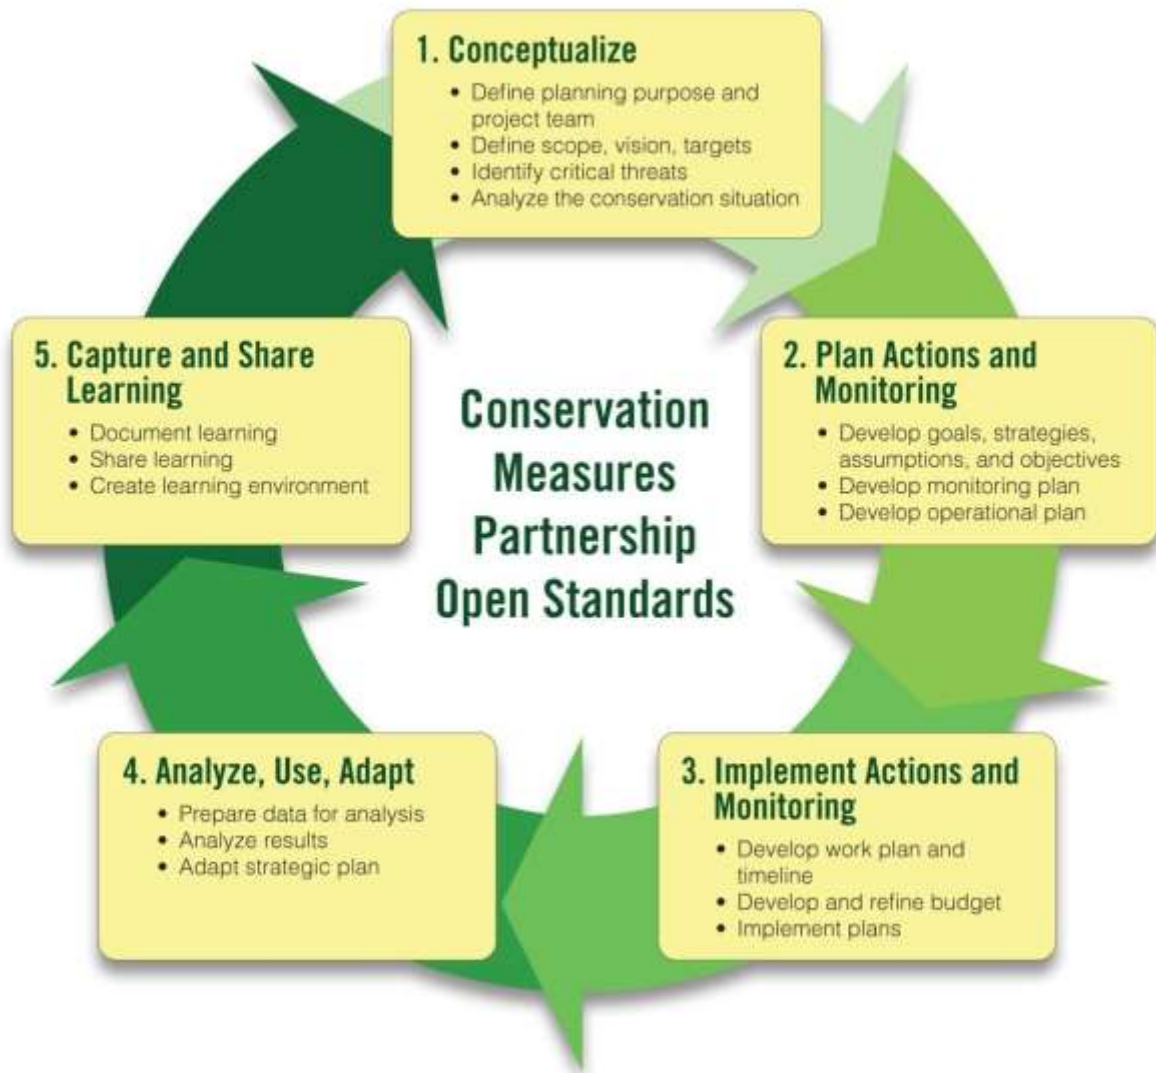 1. Conceptualize
• Define planning purpose and
project team
• Define scope, vision, targets
• Identify critical threats
• Analyze the conservation situation
2. Plan Actions and
Monitoring
• Develop goals, strategies,
assumptions, and objectives
• Develop monitoring plan
• Develop operational plan
3. Implement Actions and
Monitoring
• Develop work plan and
timeline
• Develop and refine budget
• Implement plans
4. Analyze, Use, Adapt
• Prepare data for analysis
• Analyze results
• Adapt strategic plan
5. Capture and Share
Learning
• Document learning
• Share learning
• Create learning environment
Conservation
Measures
Partnership
Open Standards